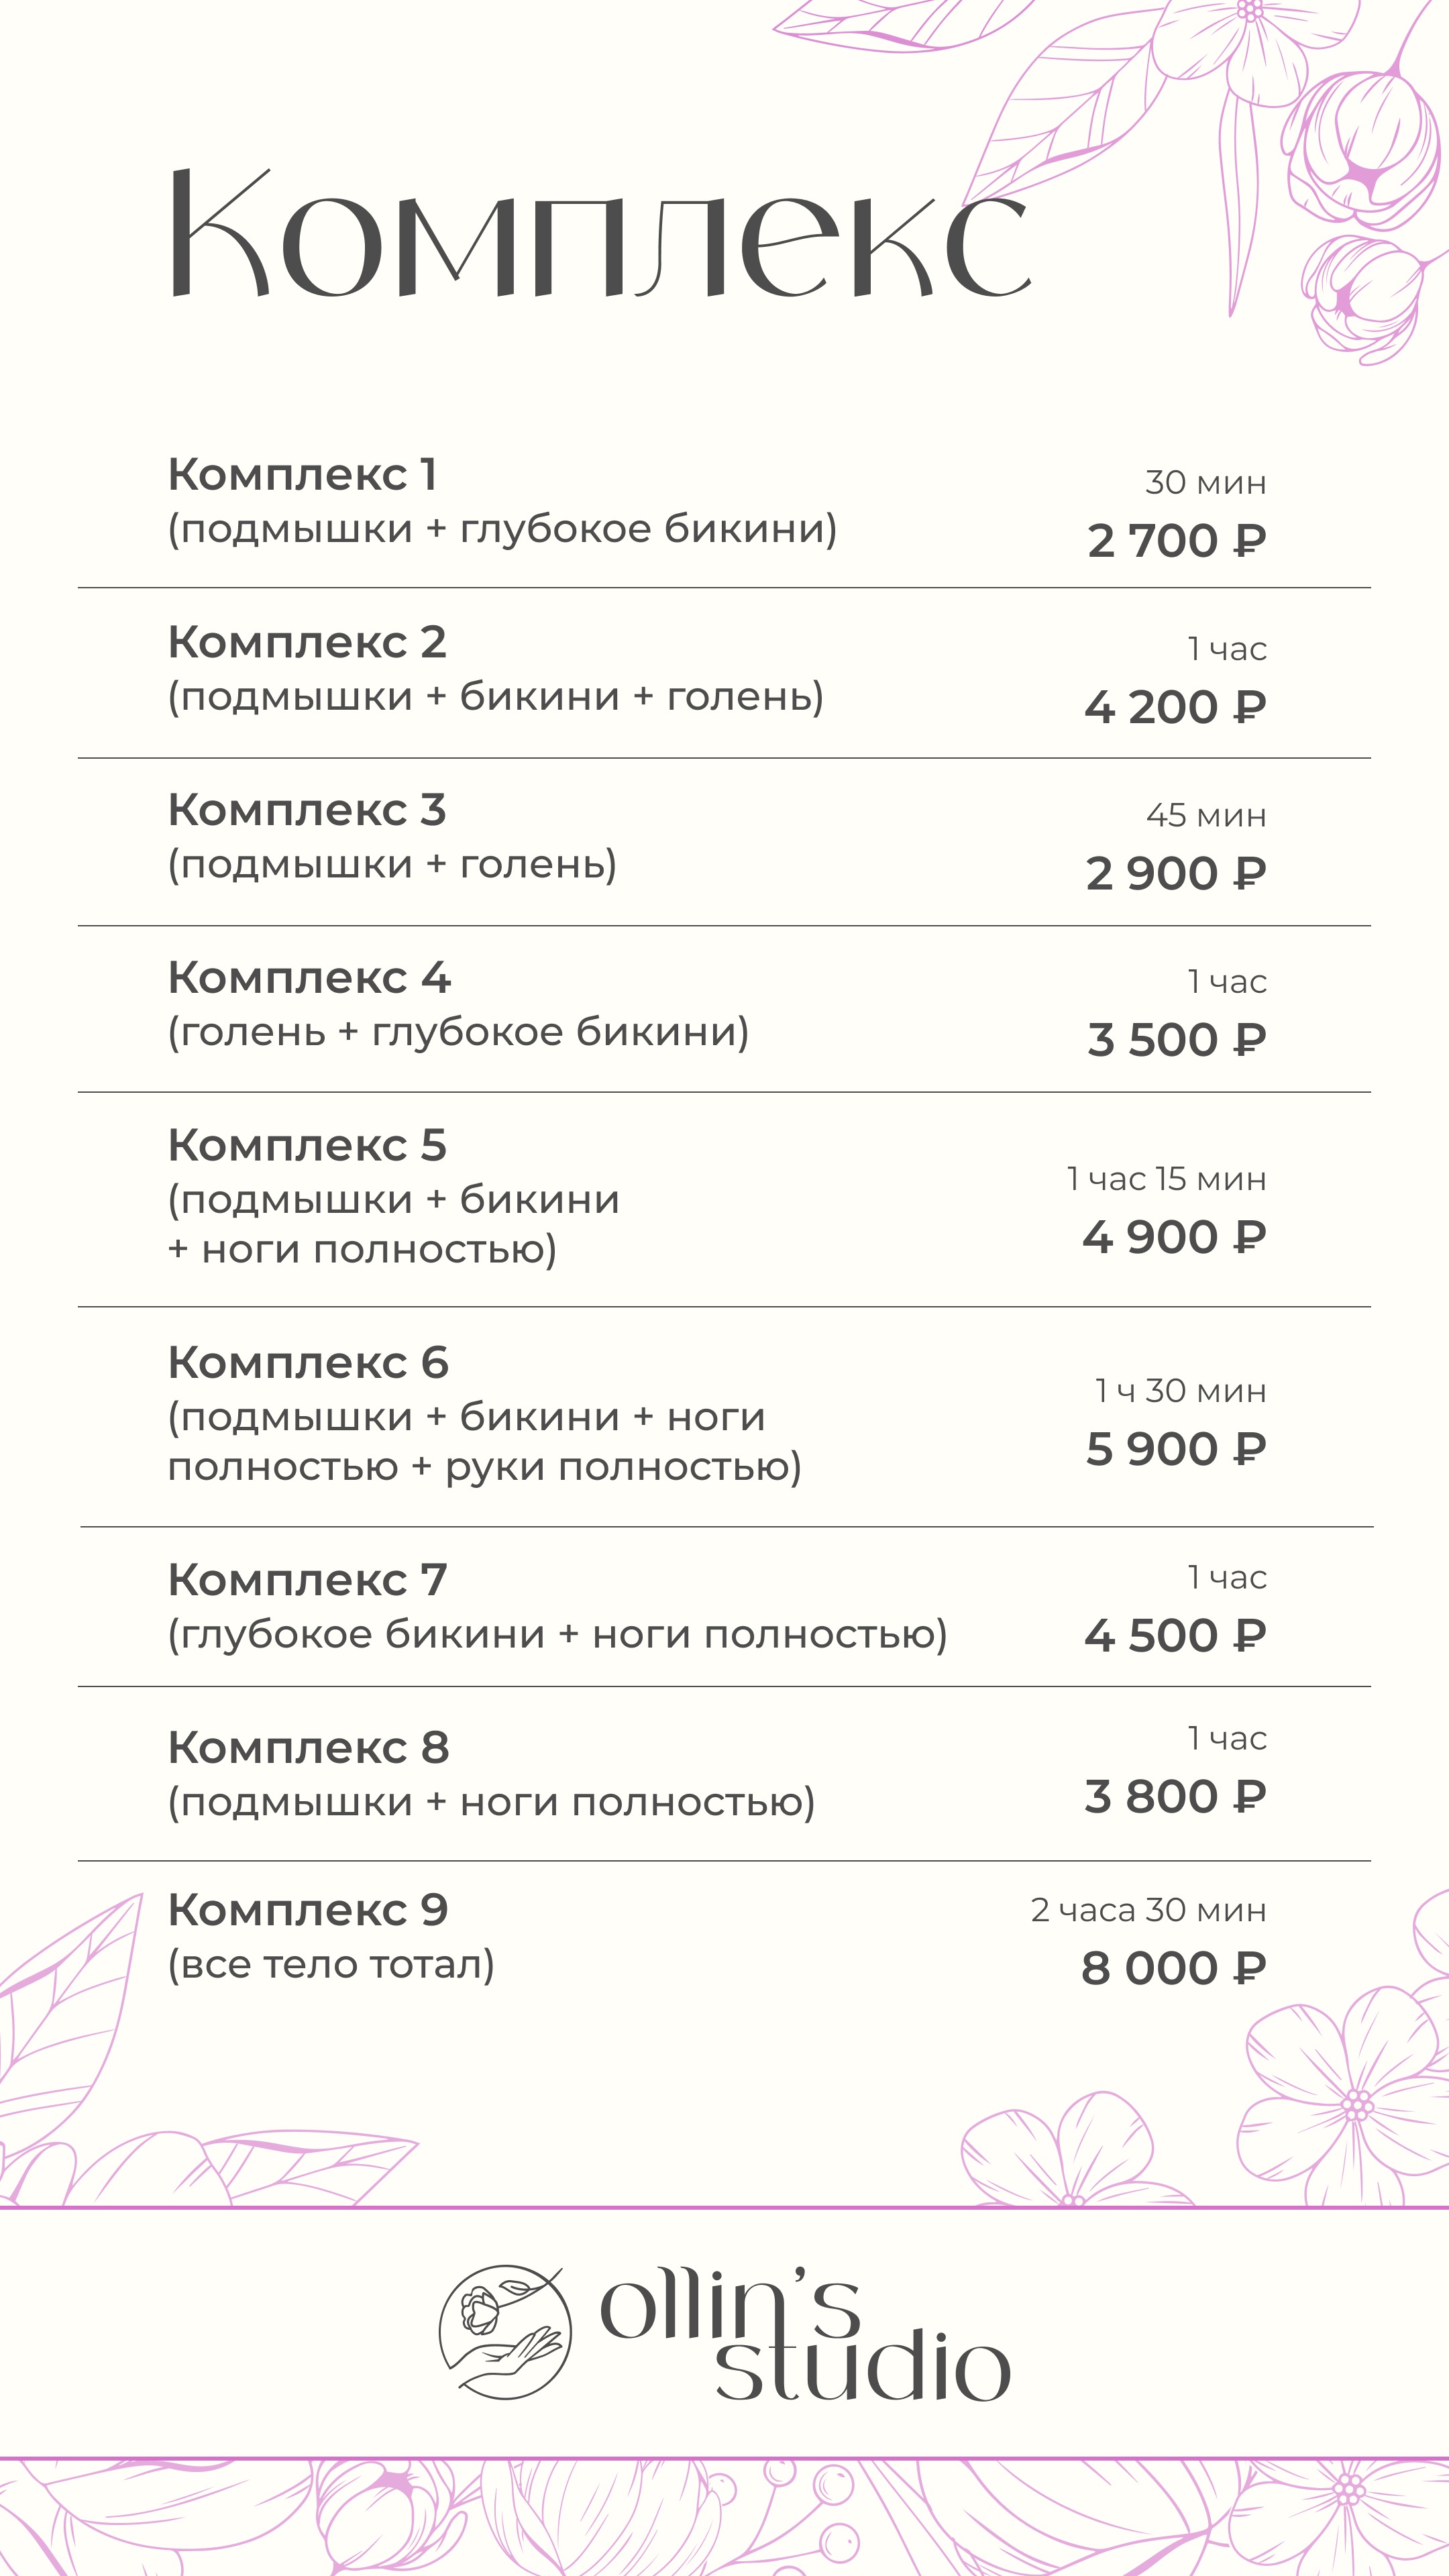 Комплекс
Комплекс 1
(подмышки + глубокое бикини)
30 мин
2 700 ₽
Комплекс 2
(подмышки + бикини + голень)
1 час
4 200 ₽
Комплекс 3
(подмышки + голень)
45 мин
2 900 ₽
Комплекс 4
(голень + глубокое бикини)
1 час
3 500 ₽
Комплекс 5
(подмышки + бикини
+ ноги полностью)
1 час 15 мин
4 900 ₽
Комплекс 6
(подмышки + бикини + ноги
полностью + руки полностью)
1 ч 30 мин
5 900 ₽
Комплекс 7
(глубокое бикини + ноги полностью)
1 час
4 500 ₽
Комплекс 8
(подмышки + ноги полностью)
1 час
3 800 ₽
Комплекс 9
(все тело тотал)
2 часа 30 мин
8 000 ₽
ollin's
studio